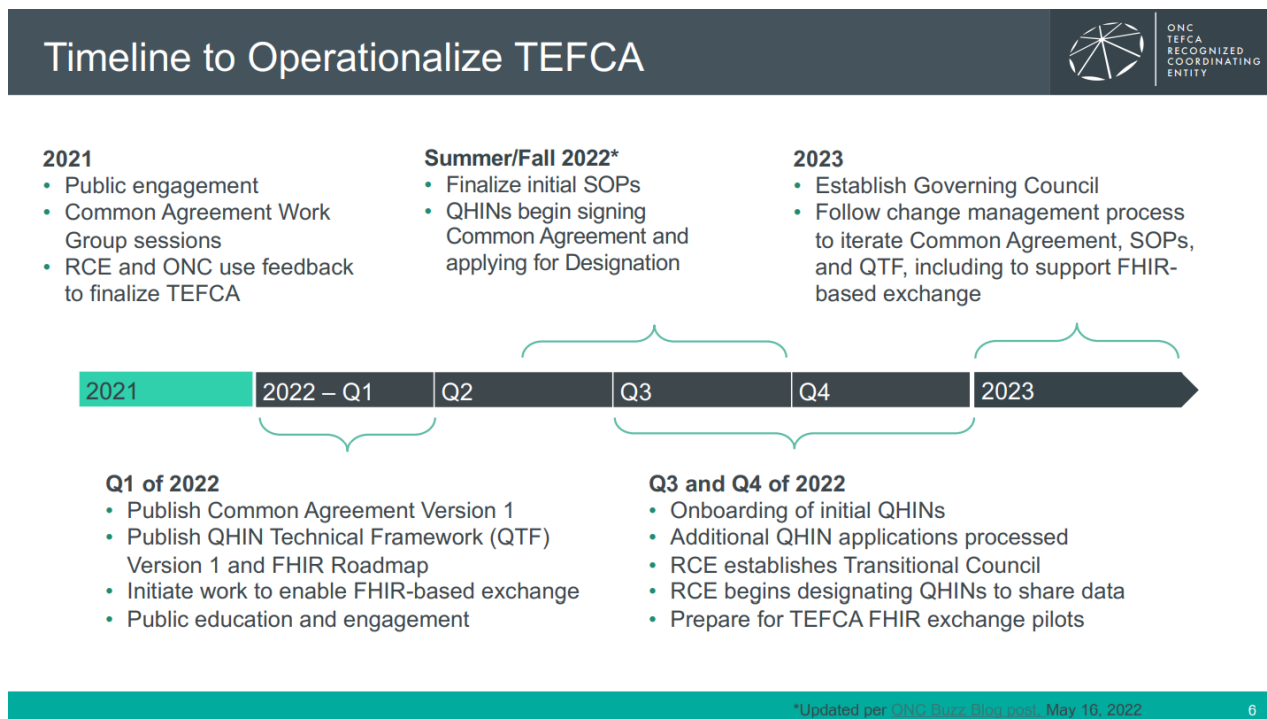 Timeline to Operationalize TEFCA
ONC
TEFCA
RECOGNIZED
COORDINATING
ENTITY
2021
• Public engagement
• Common Agreement Work
Group sessions
• RCE and ONC use feedback
to finalize TEFCA
Summer/Fall 2022*
• Finalize initial SOPs
• QHINs begin signing
Common Agreement and
applying for Designation
2023
• Establish Governing Council
• Follow change management process
to iterate Common Agreement, SOPs,
and QTF, including to support FHIR-
based exchange
2021
2022 – Q1
Q2
Q3
Q4
2023
Q1 of 2022
• Publish Common Agreement Version 1
• Publish QHIN Technical Framework (QTF)
Version 1 and FHIR Roadmap
• Initiate work to enable FHIR-based exchange
• Public education and engagement
Q3 and Q4 of 2022
• Onboarding of initial QHINs
• Additional QHIN applications processed
• RCE establishes Transitional Council
• RCE begins designating QHINs to share data
• Prepare for TEFCA FHIR exchange pilots
*Updated per ONC Buzz Blog post, May 16, 2022
6